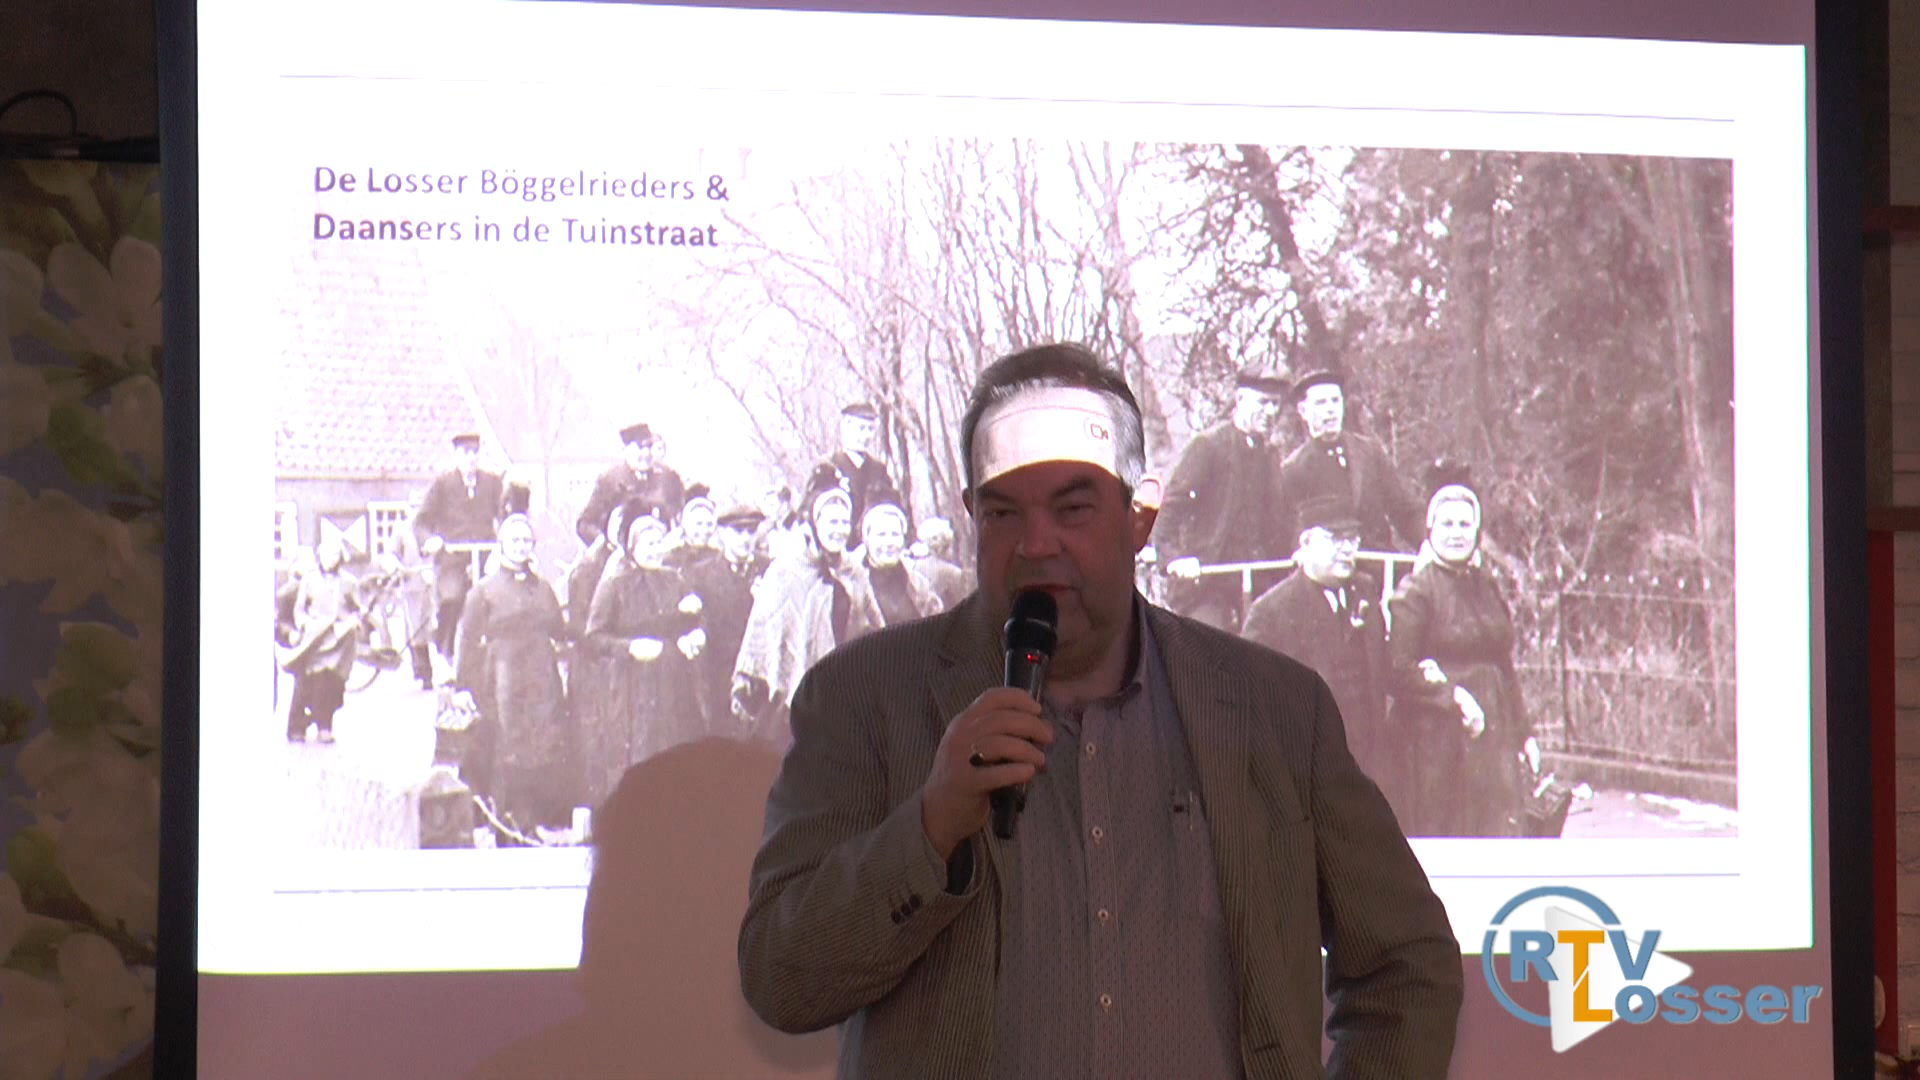 De Losser Böggelrieders &
Daansers in de Tuinstraat
RTV
Losser